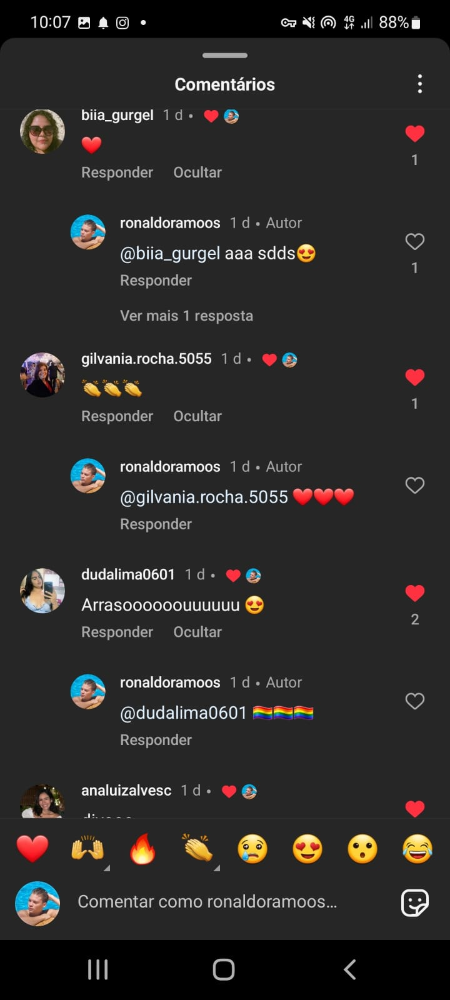 10:07 4G 88%
Comentários
biia_gurgel 1 d •
❤️ 1
Responder Ocultar
ronaldoramoos 1 d • Autor
@biia_gurgel aaa sdds😍
1
Responder
Ver mais 1 resposta
gilvania.rocha.5055 1 d •
👏👏👏
1
Responder Ocultar
ronaldoramoos 1 d • Autor
@gilvania.rocha.5055 ❤️❤️❤️
Responder
dudalima0601 1 d •
Arrasoooooouuuuuu 😍
2
Responder Ocultar
ronaldoramoos 1 d • Autor
@dudalima0601 🏳️‍🌈🏳️‍🌈🏳️‍🌈
Responder
analuizalvesc 1 d •
Comentar como ronaldoramoos...